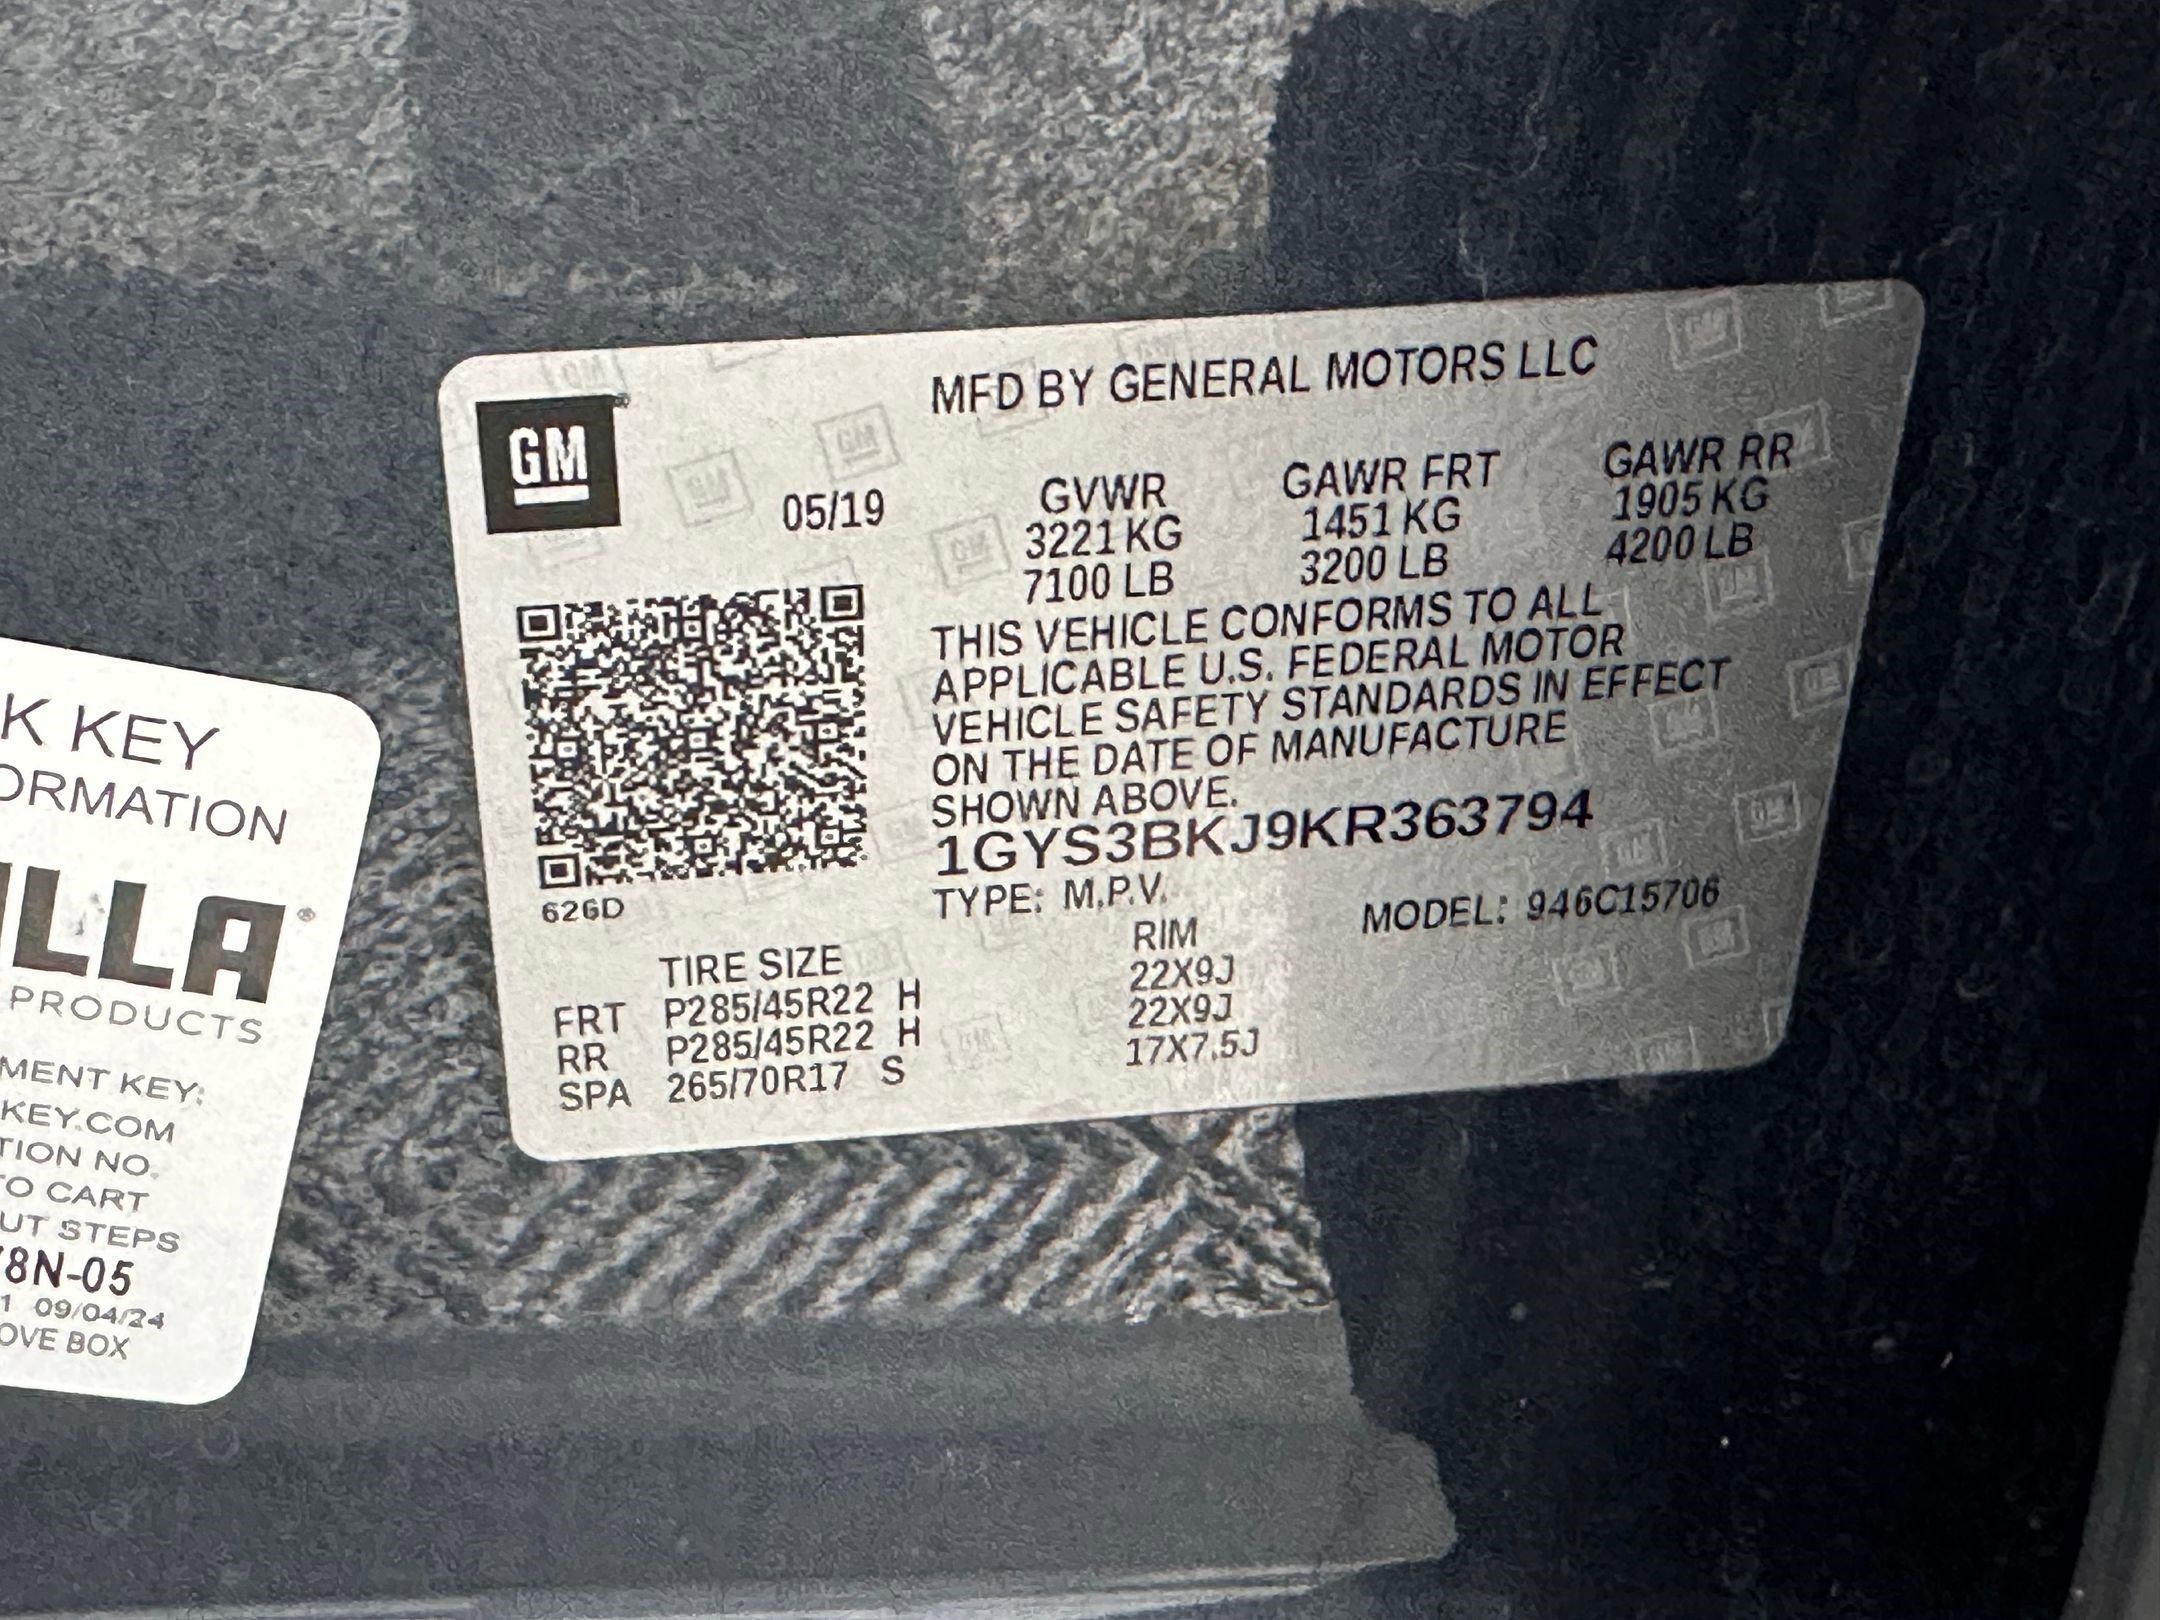 GM
MFD BY GENERAL MOTORS LLC
05/19
GVWR GAWR FRT GAWR RR
3221 KG 1451 KG 1905 KG
7100 LB 3200 LB 4200 LB
THIS VEHICLE CONFORMS TO ALL
APPLICABLE U.S. FEDERAL MOTOR
VEHICLE SAFETY STANDARDS IN EFFECT
ON THE DATE OF MANUFACTURE
SHOWN ABOVE.
1GYS3BKJ9KR363794
626D
TYPE: M.P.V. MODEL: 946C15706
TIRE SIZE RIM
FRT P285/45R22 H 22X9J
RR P285/45R22 H 22X9J
SPA 265/70R17 S 17X7.5J
K KEY
ORMATION
ILLA®
PRODUCTS
MENT KEY:
KEY.COM
TION NO.
TO CART
UT STEPS
78N-05
1 09/04/24
OVE BOX